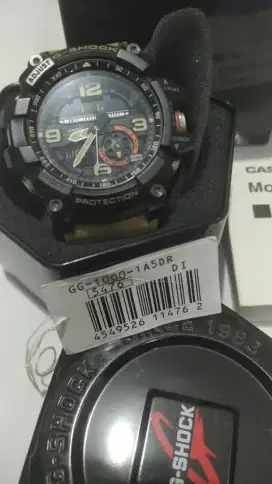 G-SHOCK
ADJUST
PROTECTION
CAS
Mo
GG-1000-1A5DR
5476 DI
4549526 11476 2
SINCE 1983
G-SHOCK
G-SHOCK